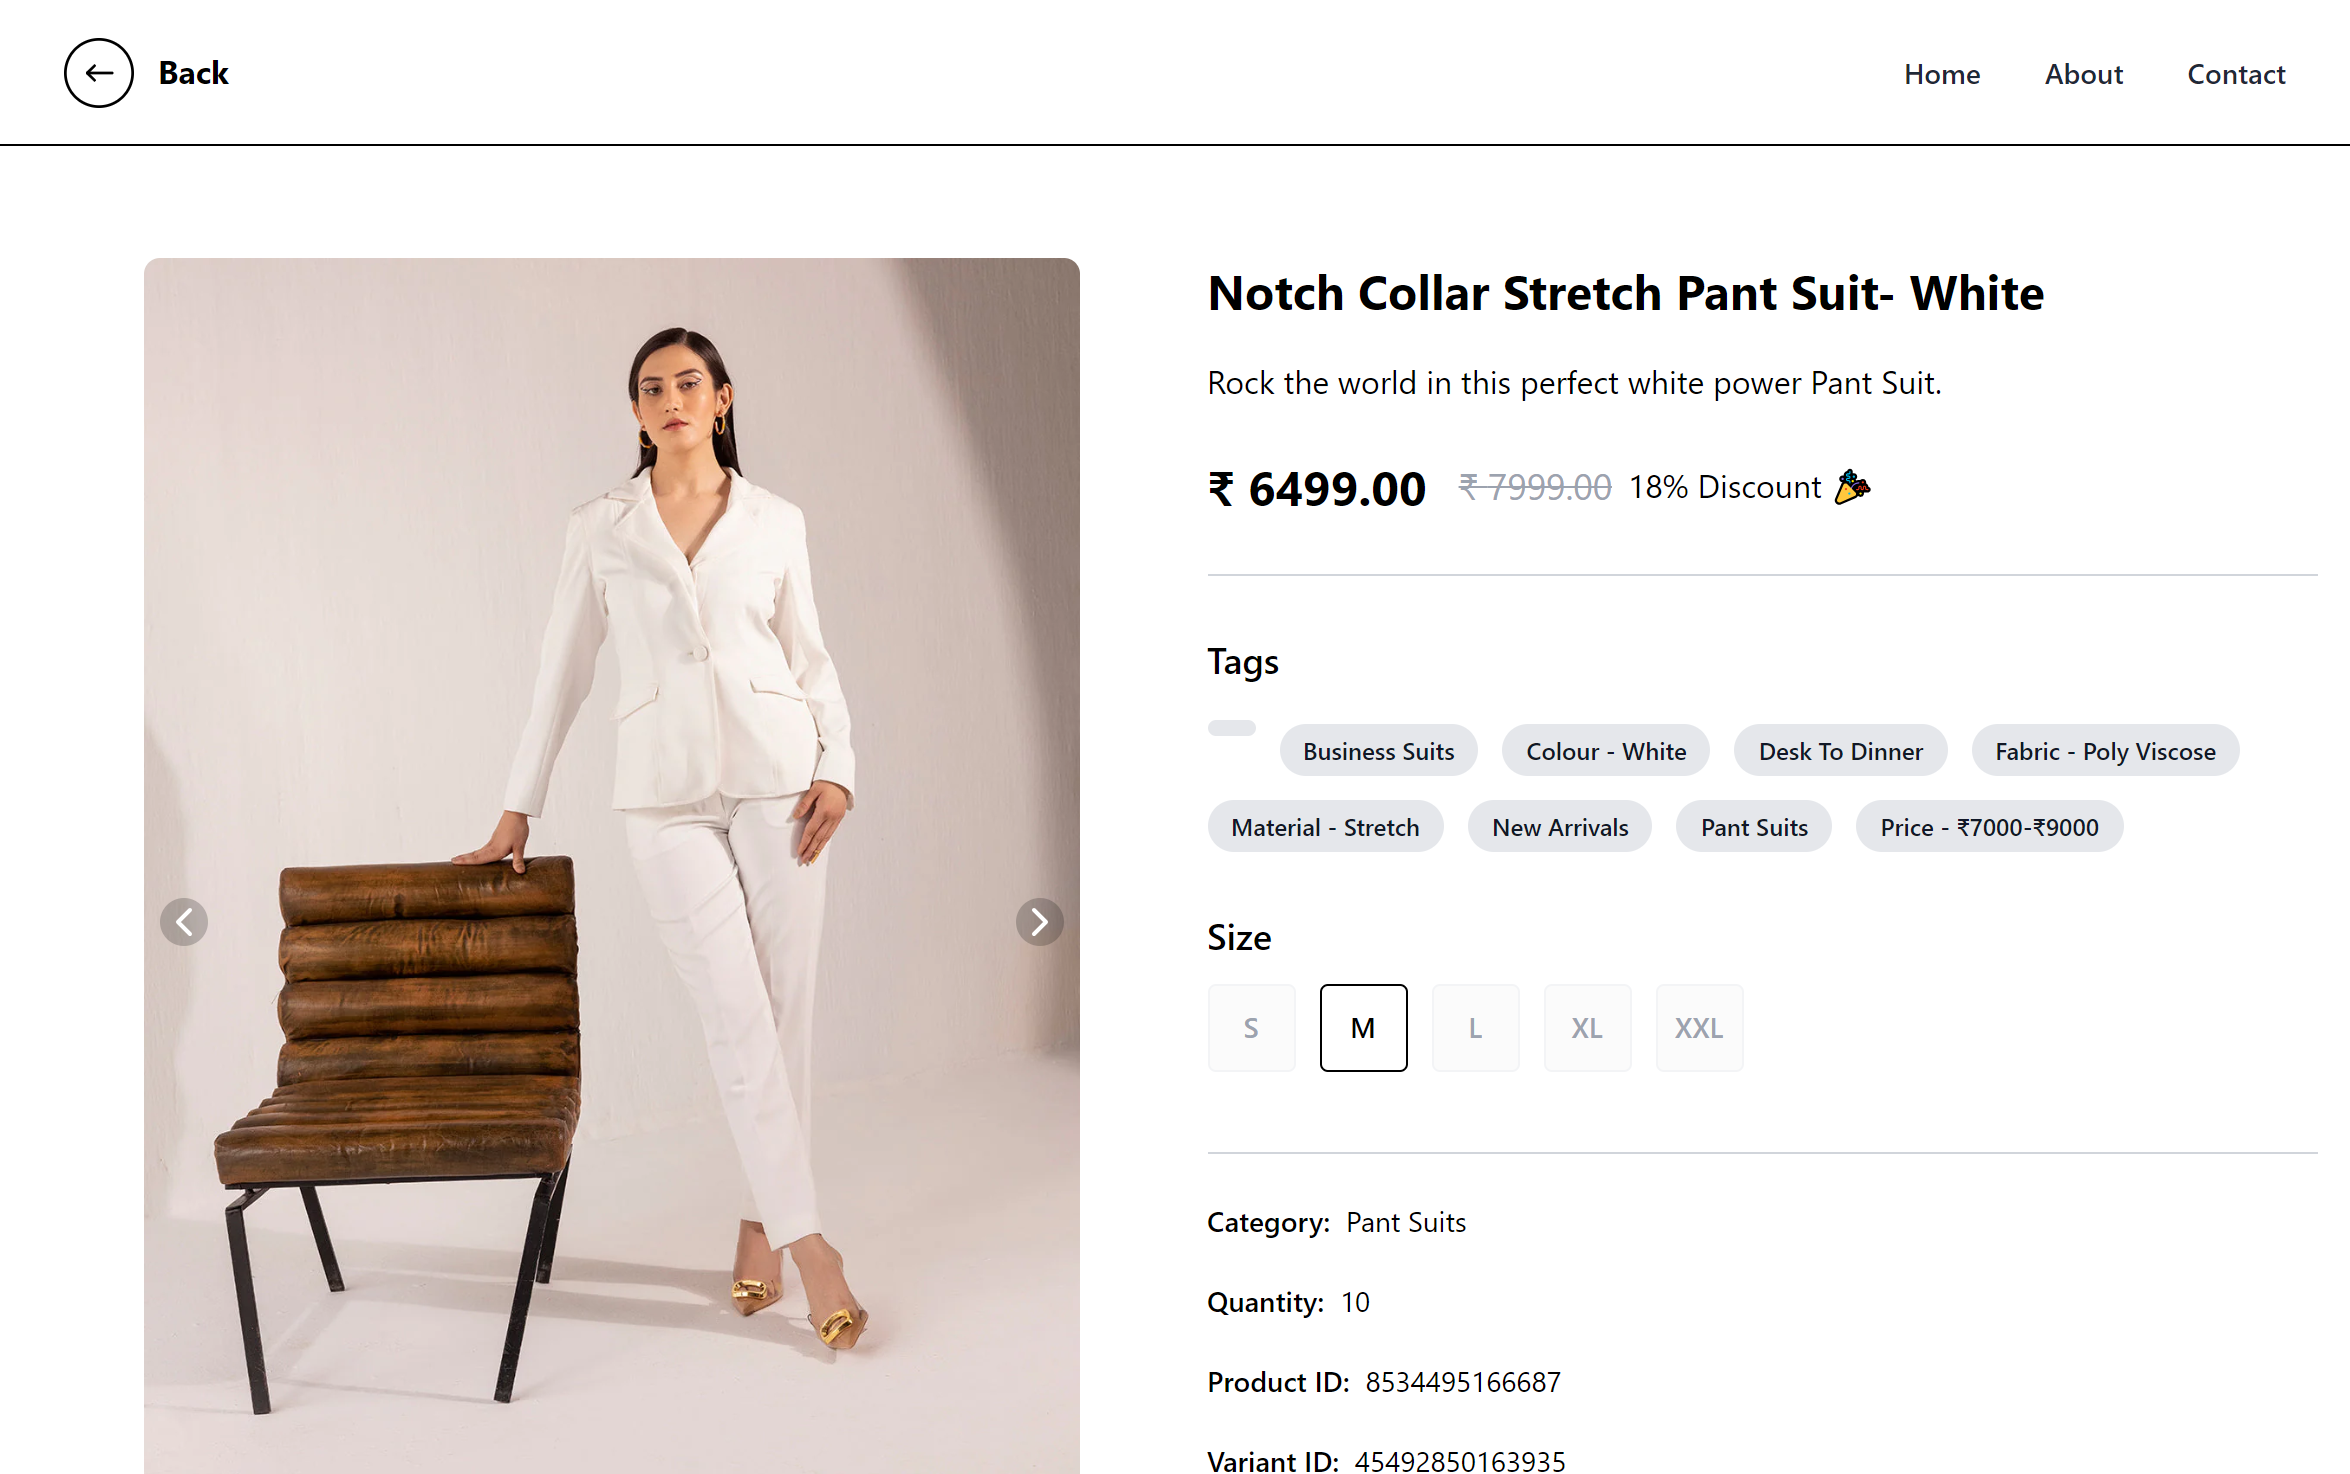 Back
Home About Contact
Notch Collar Stretch Pant Suit- White
Rock the world in this perfect white power Pant Suit.
₹ 6499.00 ₹ 7999.00 18% Discount 🎉
Tags
Business Suits Colour - White Desk To Dinner Fabric - Poly Viscose
Material - Stretch New Arrivals Pant Suits Price - ₹7000-₹9000
Size
S M L XL XXL
Category: Pant Suits
Quantity: 10
Product ID: 8534495166687
Variant ID: 45492850163935